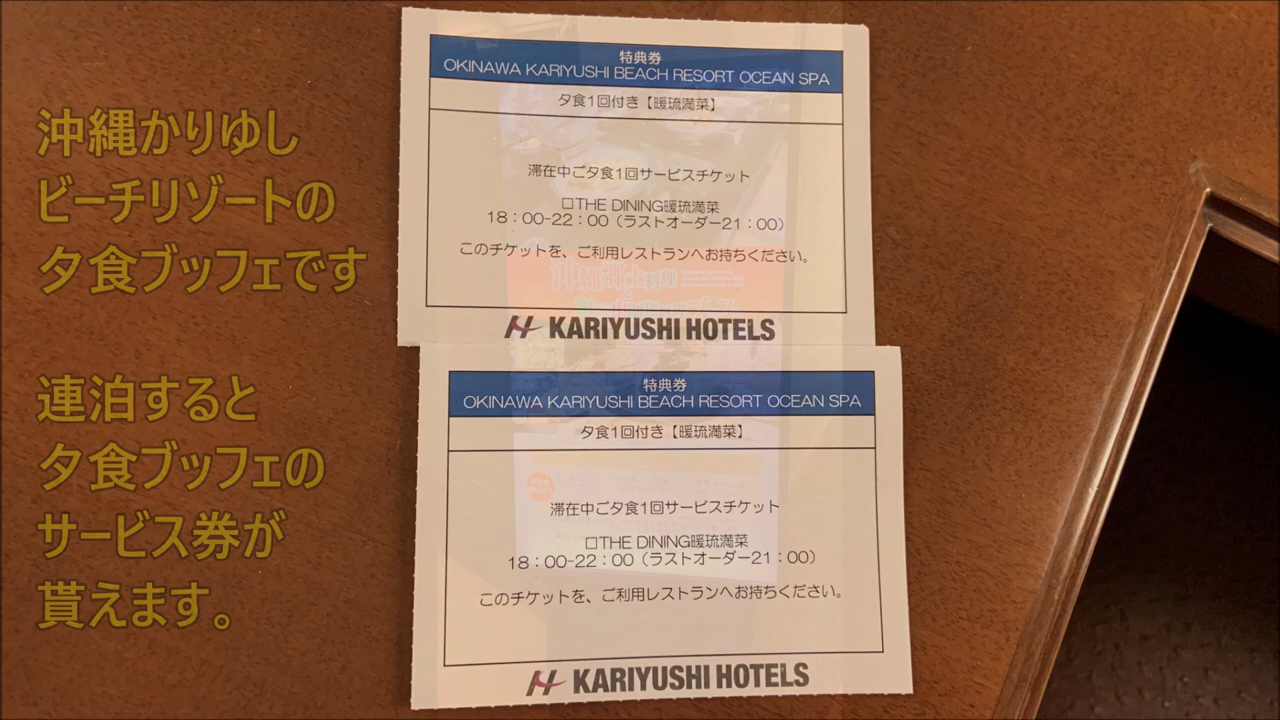 沖縄かりゆし
ビーチリゾートの
夕食ブッフェです
連泊すると
夕食ブッフェの
サービス券が
貰えます。
特典券
OKINAWA KARIYUSHI BEACH RESORT OCEAN SPA
夕食1回付き【暖琉満菜】
滞在中ご夕食1回サービスチケット
□THE DINING暖琉満菜
18:00-22:00(ラストオーダー21:00)
このチケットを、ご利用レストランへお持ちください。
KARIYUSHI HOTELS
特典券
OKINAWA KARIYUSHI BEACH RESORT OCEAN SPA
夕食1回付き【暖琉満菜】
滞在中ご夕食1回サービスチケット
□THE DINING暖琉満菜
18:00-22:00(ラストオーダー21:00)
このチケットを、ご利用レストランへお持ちください。
KARIYUSHI HOTELS